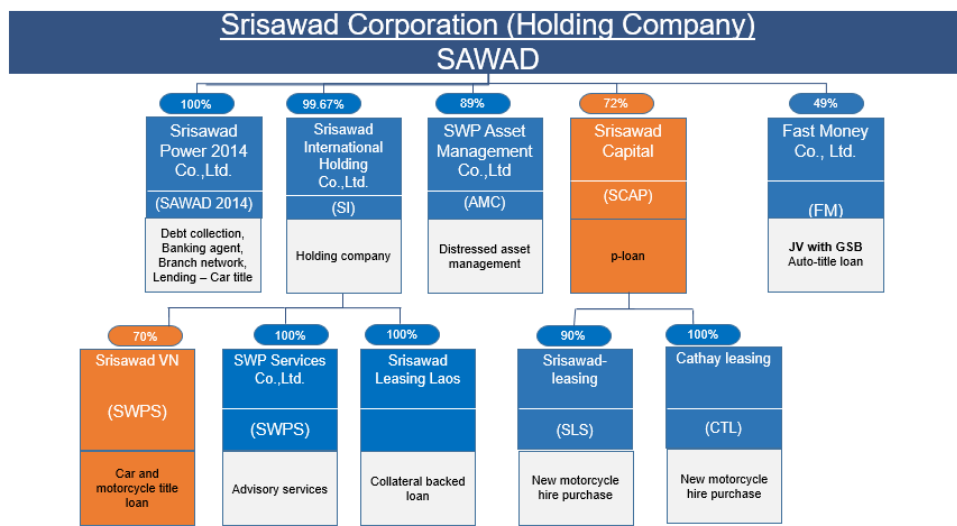 Srisawad Corporation (Holding Company)
SAWAD
100%
Srisawad
Power 2014
Co.,Ltd.
(SAWAD 2014)
Debt collection,
Banking agent,
Branch network,
Lending – Car title
99.67%
Srisawad
International
Holding
Co.,Ltd.
(SI)
Holding company
89%
SWP Asset
Management
Co.,Ltd
(AMC)
Distressed asset
management
72%
Srisawad
Capital
(SCAP)
p-loan
49%
Fast Money
Co., Ltd.
(FM)
JV with GSB
Auto-title loan
70%
Srisawad VN
(SWPS)
Car and
motorcycle title
loan
100%
SWP Services
Co.,Ltd.
(SWPS)
Advisory services
100%
Srisawad
Leasing Laos
Collateral backed
loan
90%
Srisawad-
leasing
(SLS)
New motorcycle
hire purchase
100%
Cathay leasing
(CTL)
New motorcycle
hire purchase